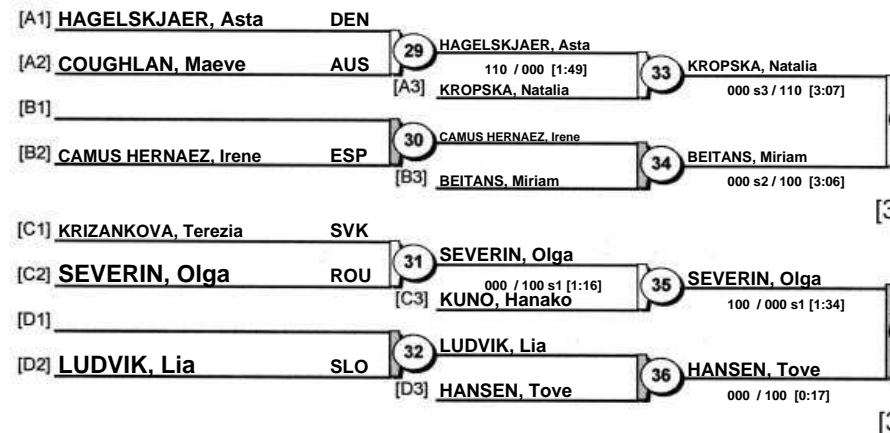 [A1] HAGELSKJAER, Asta DEN
[A2] COUGHLAN, Maeve AUS
29
HAGELSKJAER, Asta
110 / 000 [1:49]
[A3] KROPSKA, Natalia
33
KROPSKA, Natalia
000 s3 / 110 [3:07]
[B1]
[B2] CAMUS HERNAEZ, Irene ESP
30
CAMUS HERNAEZ, Irene
[B3] BEITANS, Miriam
34
BEITANS, Miriam
000 s2 / 100 [3:06]
[C1] KRIZANKOVA, Terezia SVK
[C2] SEVERIN, Olga ROU
31
SEVERIN, Olga
000 / 100 s1 [1:16]
[C3] KUNO, Hanako
35
SEVERIN, Olga
100 / 000 s1 [1:34]
[D1]
[D2] LUDVIK, Lia SLO
32
LUDVIK, Lia
[D3] HANSEN, Tove
36
HANSEN, Tove
000 / 100 [0:17]